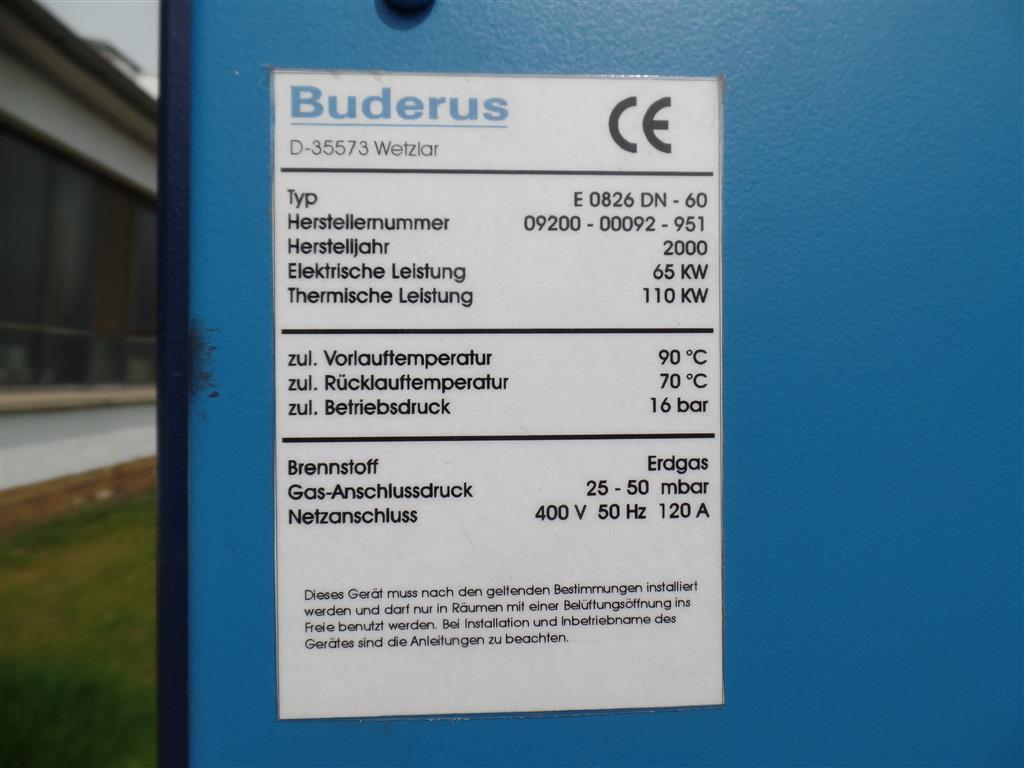 Buderus CE
D-35573 Wetzlar
Typ E 0826 DN - 60
Herstellernummer 09200 - 00092 - 951
Herstelljahr 2000
Elektrische Leistung 65 KW
Thermische Leistung 110 KW
zul. Vorlauftemperatur 90 °C
zul. Rücklauftemperatur 70 °C
zul. Betriebsdruck 16 bar
Brennstoff Erdgas
Gas-Anschlussdruck 25 - 50 mbar
Netzanschluss 400 V 50 Hz 120 A
Dieses Gerät muss nach den geltenden Bestimmungen installiert
werden und darf nur in Räumen mit einer Belüftungsöffnung ins
Freie benutzt werden. Bei Installation und Inbetriebname des
Gerätes sind die Anleitungen zu beachten.